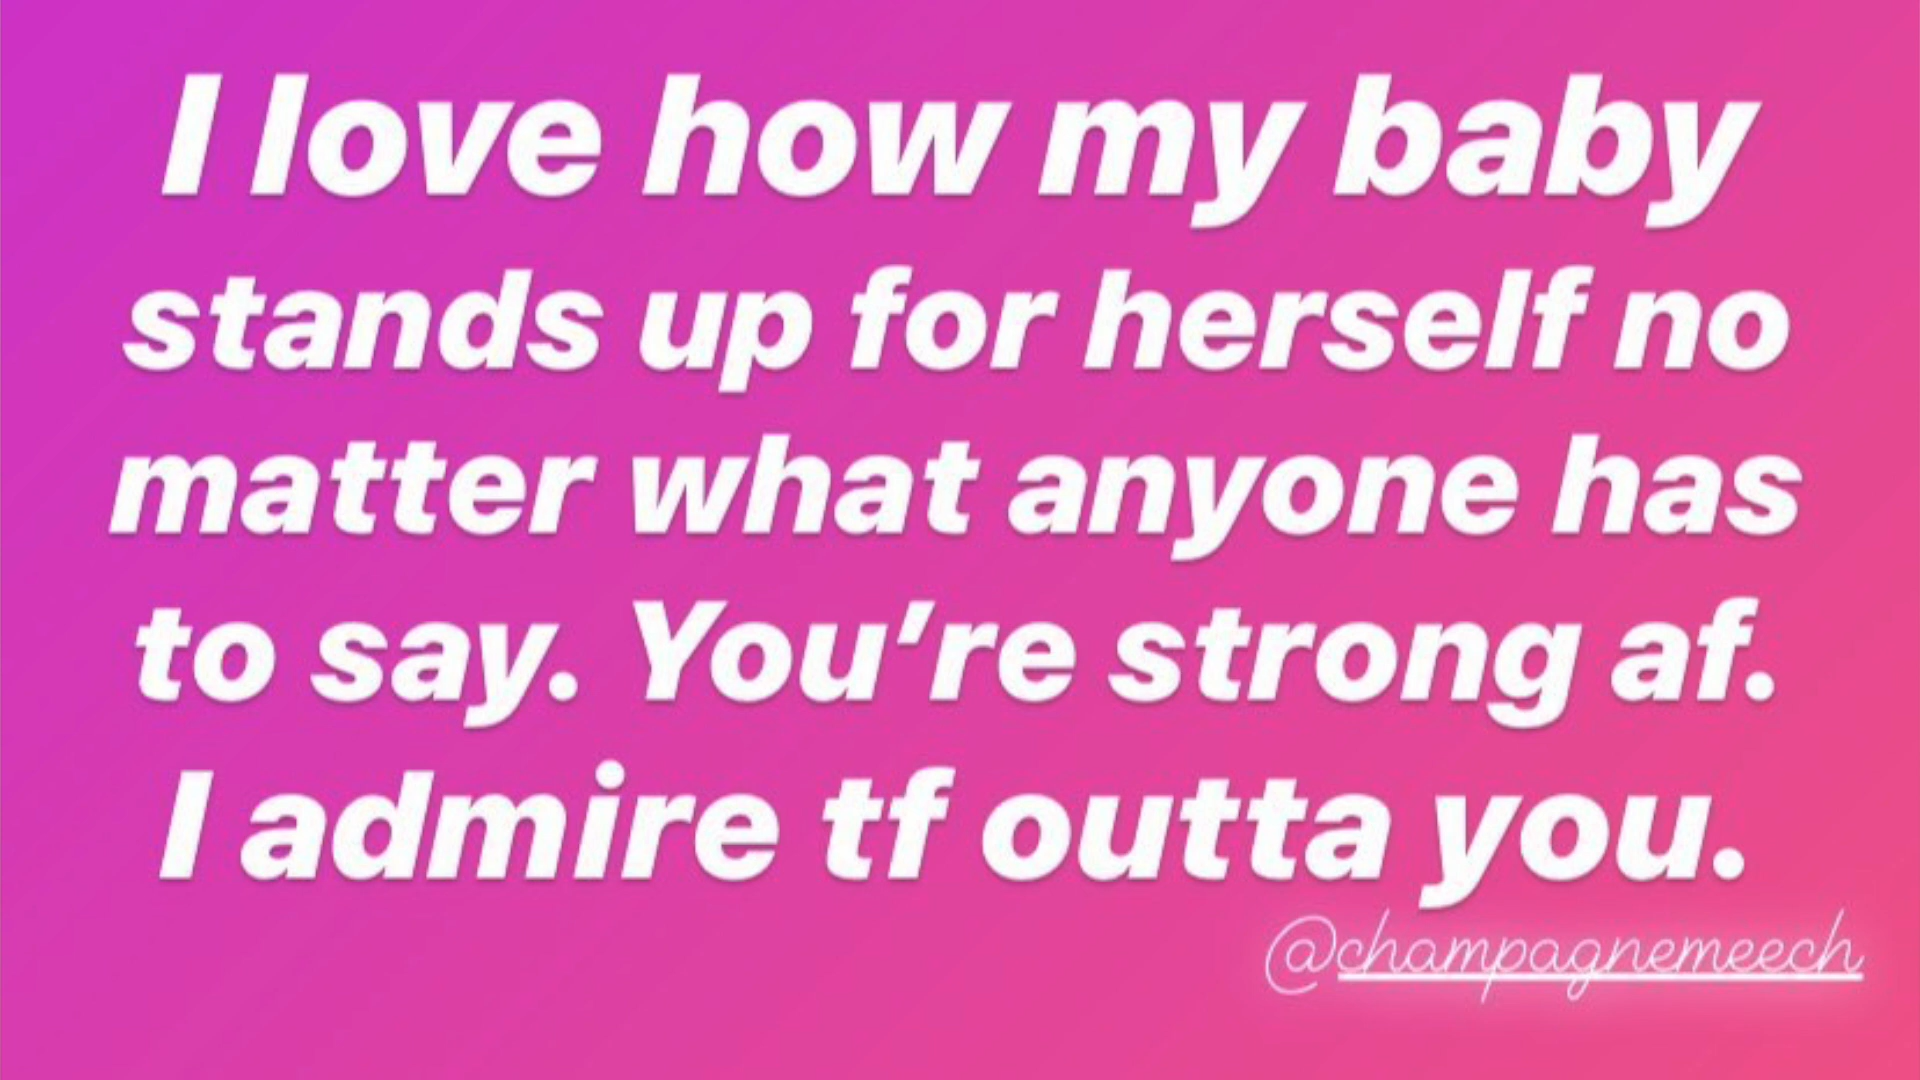 I love how my baby
stands up for herself no
matter what anyone has
to say. You’re strong af.
I admire tf outta you.
@champagnemeech